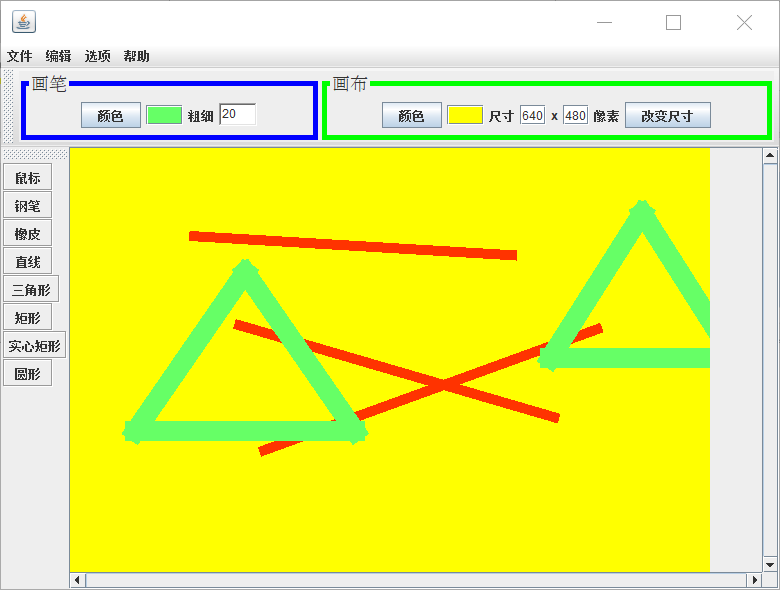 文件 编辑 选项 帮助
画笔 画布
颜色 粗细 20 颜色 尺寸 640 x 480 像素 改变尺寸
鼠标
钢笔
橡皮
直线
三角形
矩形
实心矩形
圆形